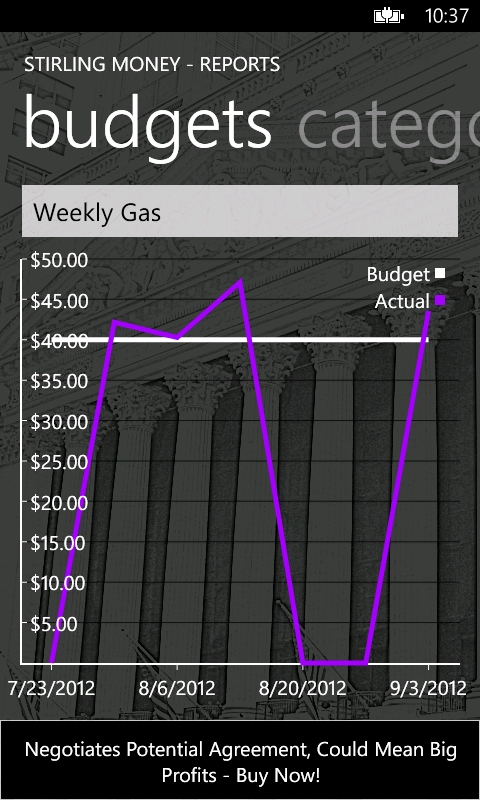 10:37
STIRLING MONEY - REPORTS
budgets catego
Weekly Gas
$50.00
Budget
$45.00
Actual
$40.00
$35.00
$30.00
$25.00
$20.00
$15.00
$10.00
$5.00
7/23/2012 8/6/2012 8/20/2012 9/3/2012
Negotiates Potential Agreement, Could Mean Big
Profits - Buy Now!